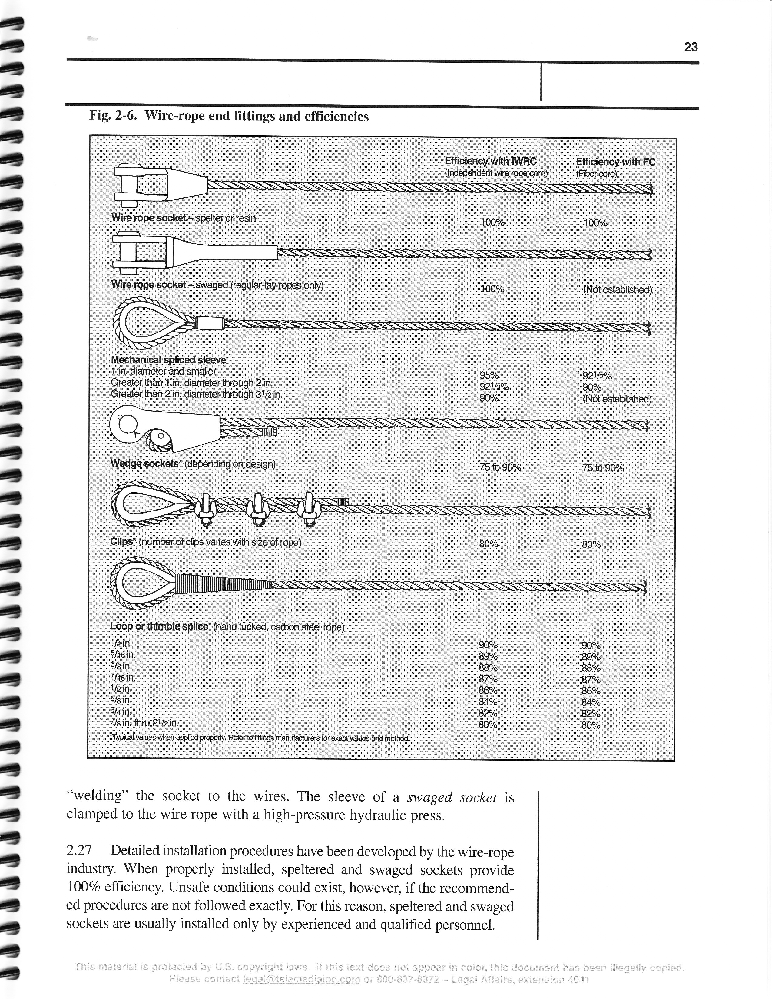 23
Fig. 2-6. Wire-rope end fittings and efficiencies
Efficiency with IWRC Efficiency with FC
(Independent wire rope core) (Fiber core)
Wire rope socket – spelter or resin 100% 100%
Wire rope socket – swaged (regular-lay ropes only) 100% (Not established)
Mechanical spliced sleeve
1 in. diameter and smaller 95% 92 1/2%
Greater than 1 in. diameter through 2 in. 92 1/2% 90%
Greater than 2 in. diameter through 3 1/2 in. 90% (Not established)
Wedge sockets* (depending on design) 75 to 90% 75 to 90%
Clips* (number of clips varies with size of rope) 80% 80%
Loop or thimble splice (hand tucked, carbon steel rope)
1/4 in. 90% 90%
5/16 in. 89% 89%
3/8 in. 88% 88%
7/16 in. 87% 87%
1/2 in. 86% 86%
5/8 in. 84% 84%
3/4 in. 82% 82%
7/8 in. thru 2 1/2 in. 80% 80%
*Typical values when applied properly. Refer to fittings manufacturers for exact values and method.
“welding” the socket to the wires. The sleeve of a swaged socket is
clamped to the wire rope with a high-pressure hydraulic press.
2.27 Detailed installation procedures have been developed by the wire-rope
industry. When properly installed, speltered and swaged sockets provide
100% efficiency. Unsafe conditions could exist, however, if the recommend-
ed procedures are not followed exactly. For this reason, speltered and swaged
sockets are usually installed only by experienced and qualified personnel.
This material is protected by U.S. copyright laws. If this text does not appear in color, this document has been illegally copied.
Please contact legal@telemediainc.com or 800-837-8872 – Legal Affairs, extension 4041